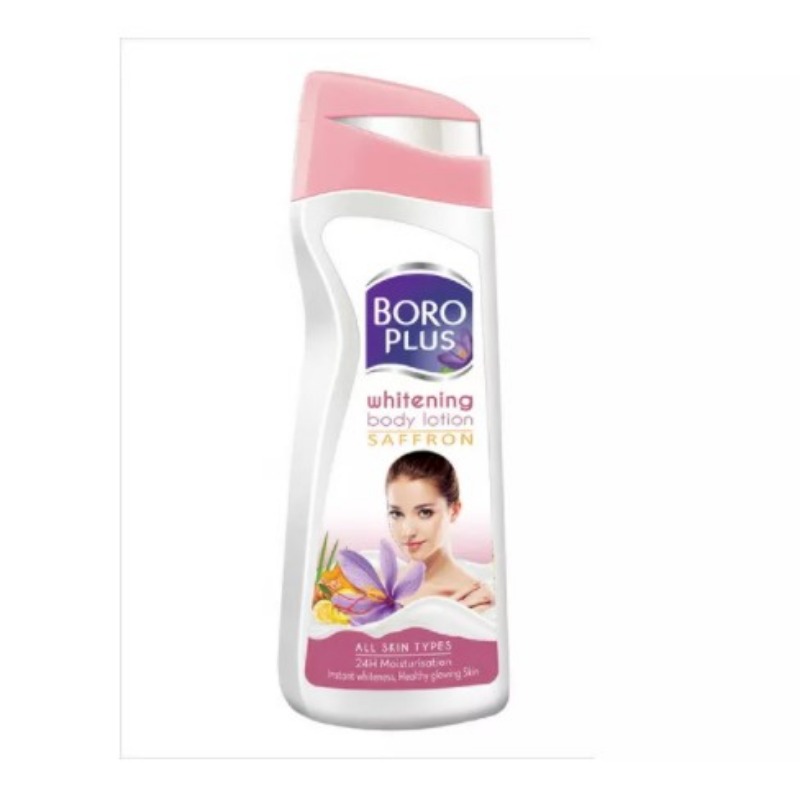 BORO
PLUS
whitening
body lotion
SAFFRON
ALL SKIN TYPES
24H Moisturisation
Instant whiteness, Healthy glowing Skin